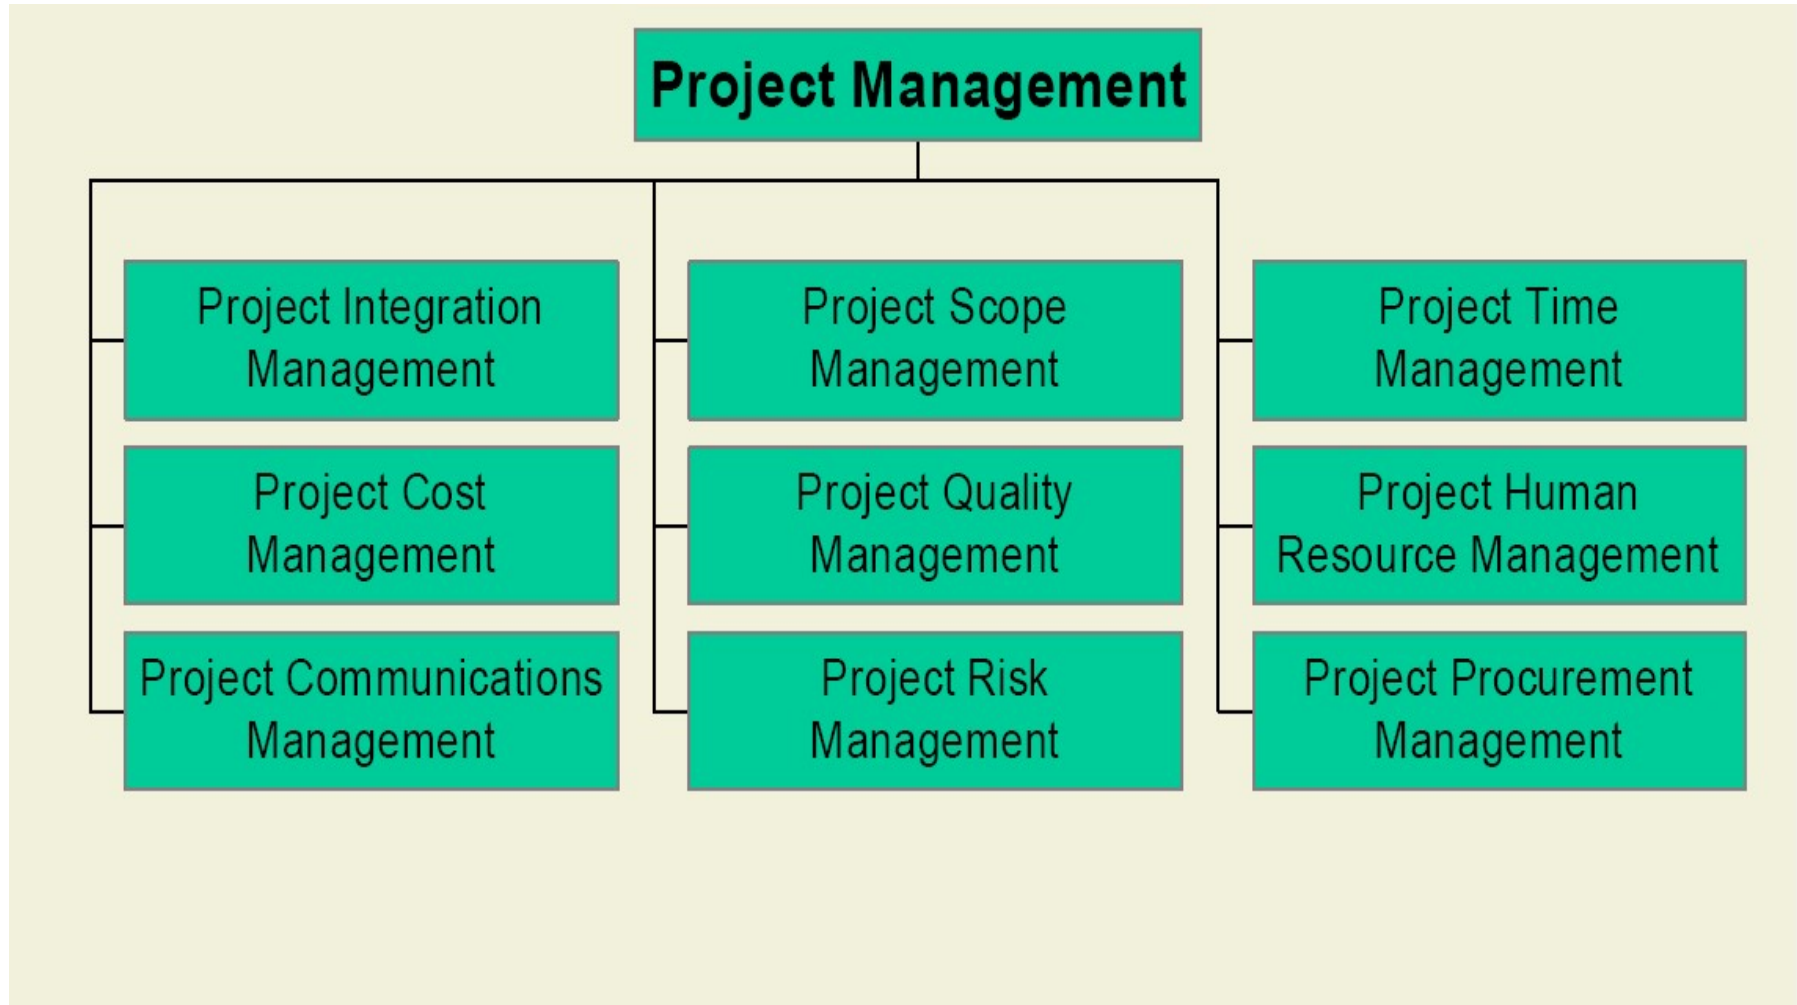 Project Management
Project Integration
Management
Project Scope
Management
Project Time
Management
Project Cost
Management
Project Quality
Management
Project Human
Resource Management
Project Communications
Management
Project Risk
Management
Project Procurement
Management